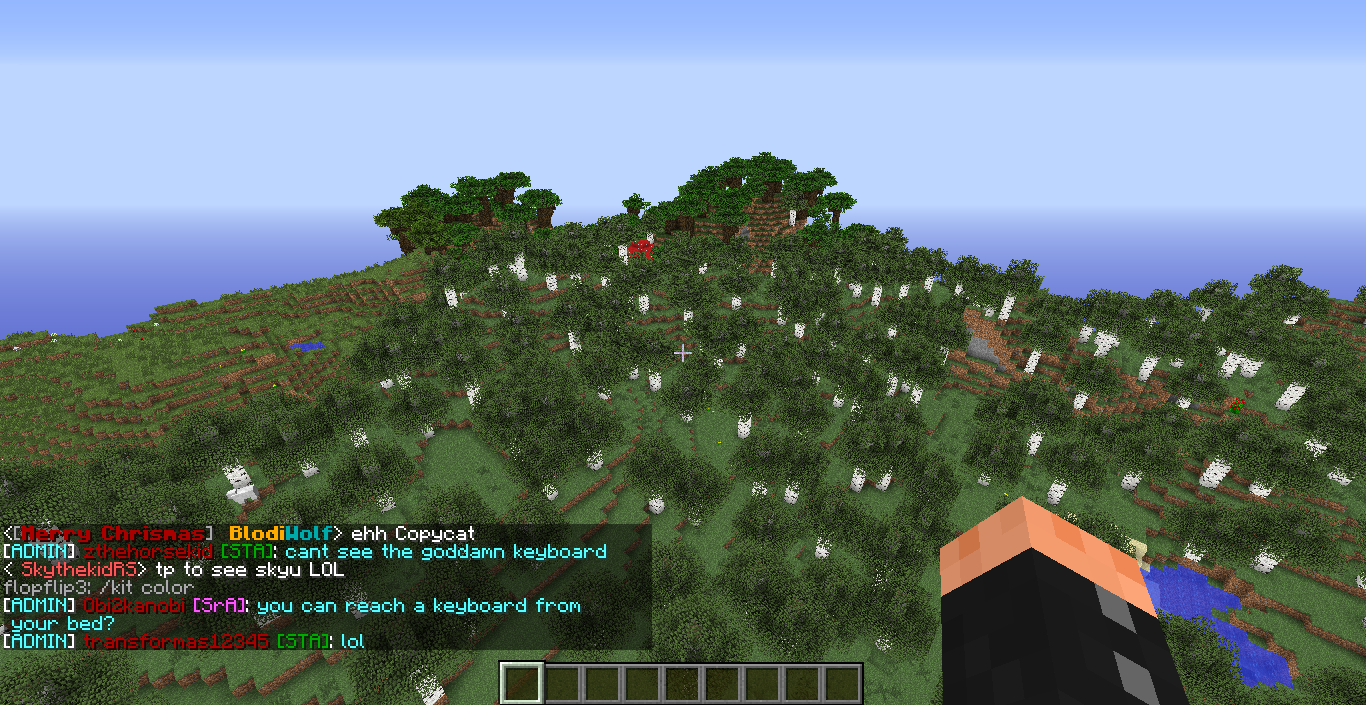 <[Merry Chrismas] BlodiWolf> ehh Copycat
[ADMIN] zthehorsekid [STA]: cant see the goddamn keyboard
< SkythekidRS> tp to see skyu LOL
flopflip3: /kit color
[ADMIN] Obi2kanobi [SrA]: you can reach a keyboard from
your bed?
[ADMIN] transformas12345 [STA]: lol